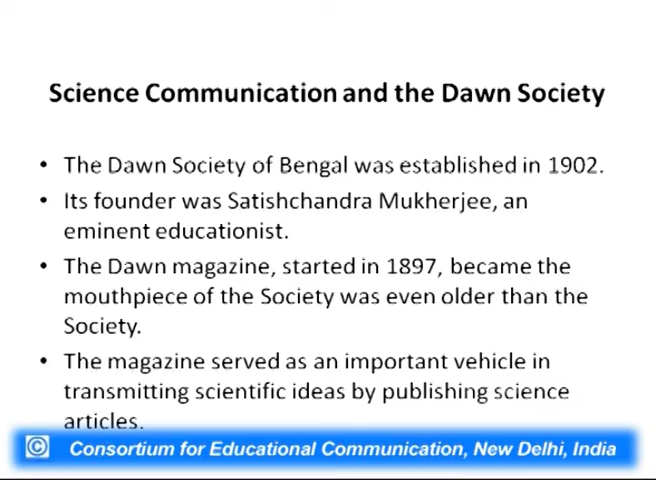 Science Communication and the Dawn Society
• The Dawn Society of Bengal was established in 1902.
• Its founder was Satishchandra Mukherjee, an
eminent educationist.
• The Dawn magazine, started in 1897, became the
mouthpiece of the Society was even older than the
Society.
• The magazine served as an important vehicle in
transmitting scientific ideas by publishing science
articles.
© Consortium for Educational Communication, New Delhi, India